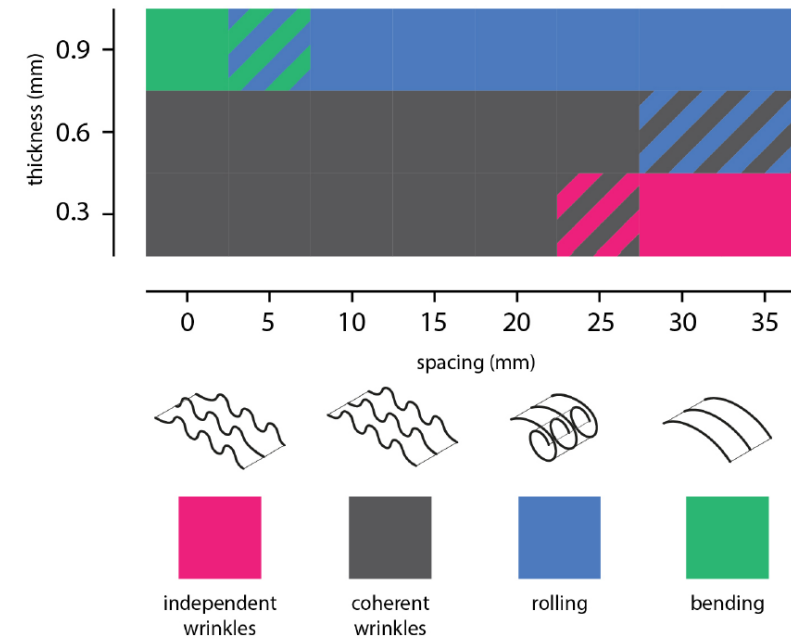 thickness (mm)
0.9
0.6
0.3
0 5 10 15 20 25 30 35
spacing (mm)
independent wrinkles
coherent wrinkles
rolling
bending